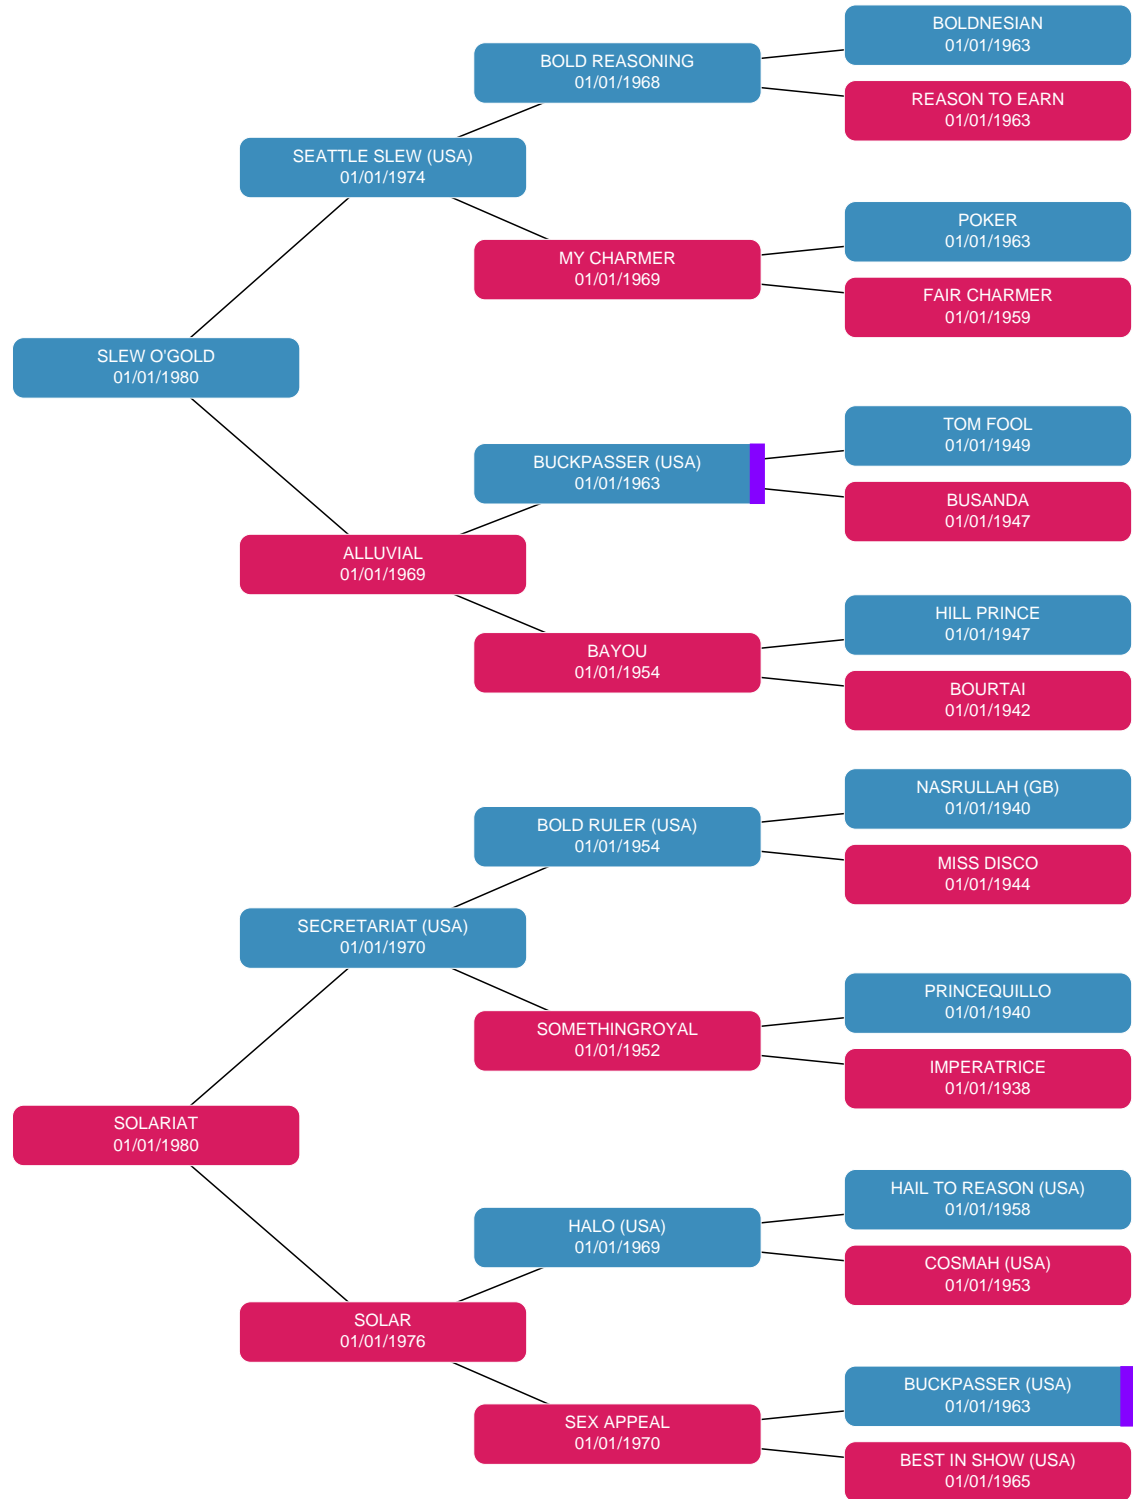 BOLDNESIAN
01/01/1963
BOLD REASONING
01/01/1968
REASON TO EARN
01/01/1963
SEATTLE SLEW (USA)
01/01/1974
POKER
01/01/1963
MY CHARMER
01/01/1969
FAIR CHARMER
01/01/1959
SLEW O'GOLD
01/01/1980
TOM FOOL
01/01/1949
BUCKPASSER (USA)
01/01/1963
BUSANDA
01/01/1947
ALLUVIAL
01/01/1969
HILL PRINCE
01/01/1947
BAYOU
01/01/1954
BOURTAI
01/01/1942
NASRULLAH (GB)
01/01/1940
BOLD RULER (USA)
01/01/1954
MISS DISCO
01/01/1944
SECRETARIAT (USA)
01/01/1970
PRINCEQUILLO
01/01/1940
SOMETHINGROYAL
01/01/1952
IMPERATRICE
01/01/1938
SOLARIAT
01/01/1980
HAIL TO REASON (USA)
01/01/1958
HALO (USA)
01/01/1969
COSMAH (USA)
01/01/1953
SOLAR
01/01/1976
BUCKPASSER (USA)
01/01/1963
SEX APPEAL
01/01/1970
BEST IN SHOW (USA)
01/01/1965